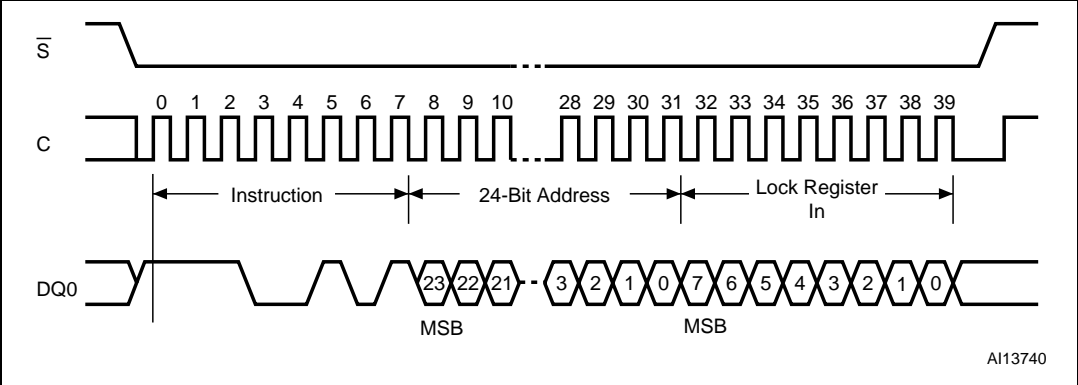 S̅
0 1 2 3 4 5 6 7 8 9 10 28 29 30 31 32 33 34 35 36 37 38 39
C
Instruction 24-Bit Address Lock Register
In
DQ0 23 22 21 3 2 1 0 7 6 5 4 3 2 1 0
MSB MSB
AI13740